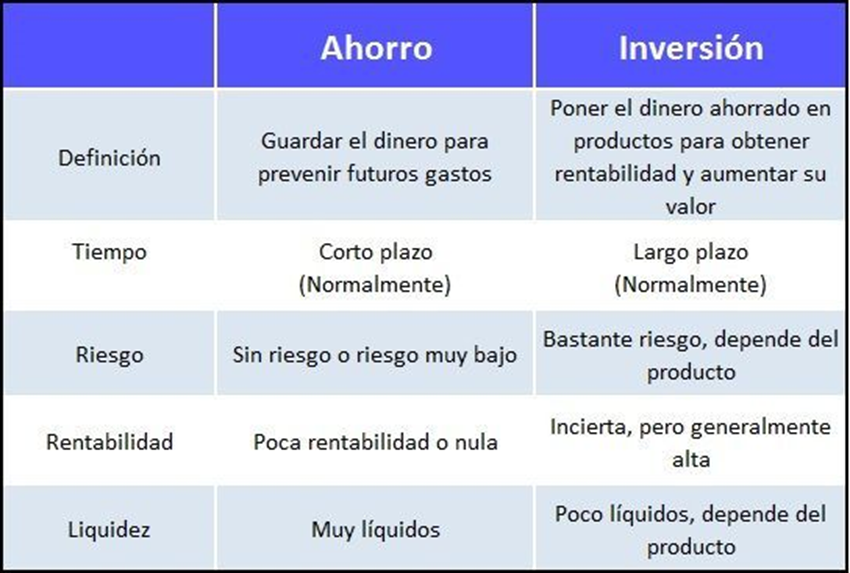 Ahorro
Inversión
Definición
Guardar el dinero para
prevenir futuros gastos
Poner el dinero ahorrado en
productos para obtener
rentabilidad y aumentar su
valor
Tiempo
Corto plazo
(Normalmente)
Largo plazo
(Normalmente)
Riesgo
Sin riesgo o riesgo muy bajo
Bastante riesgo, depende del
producto
Rentabilidad
Poca rentabilidad o nula
Incierta, pero generalmente
alta
Liquidez
Muy líquidos
Poco líquidos, depende del
producto